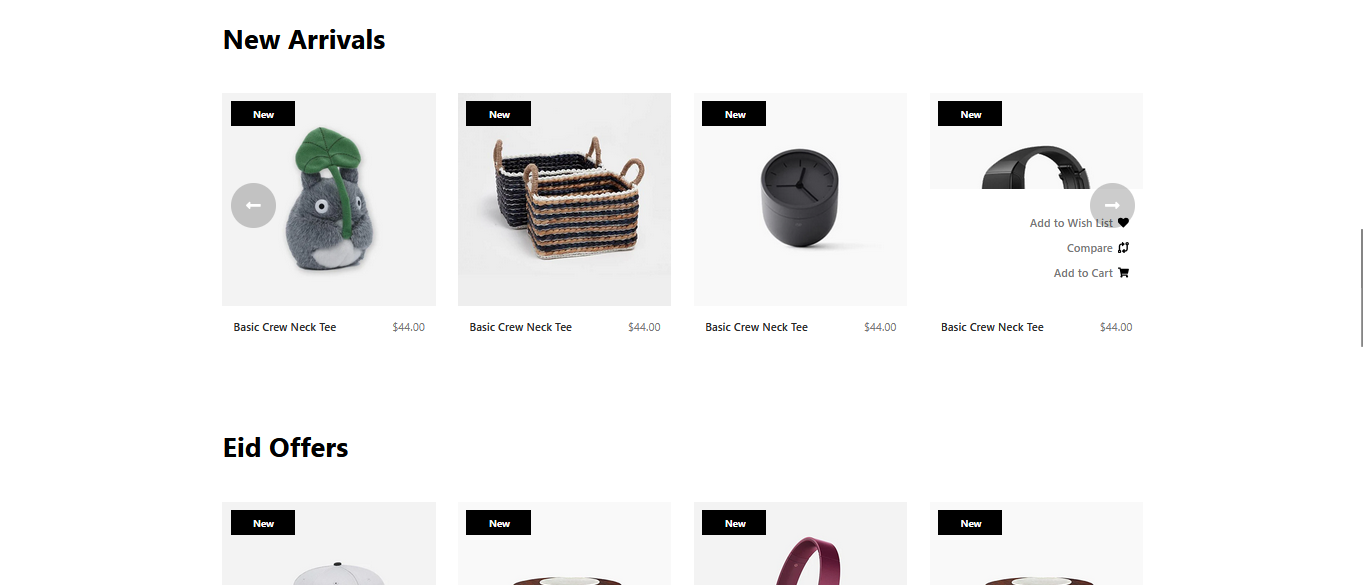 New Arrivals
New
New
New
New
Add to Wish List
Compare
Add to Cart
Basic Crew Neck Tee $44.00
Basic Crew Neck Tee $44.00
Basic Crew Neck Tee $44.00
Basic Crew Neck Tee $44.00
Eid Offers
New
New
New
New